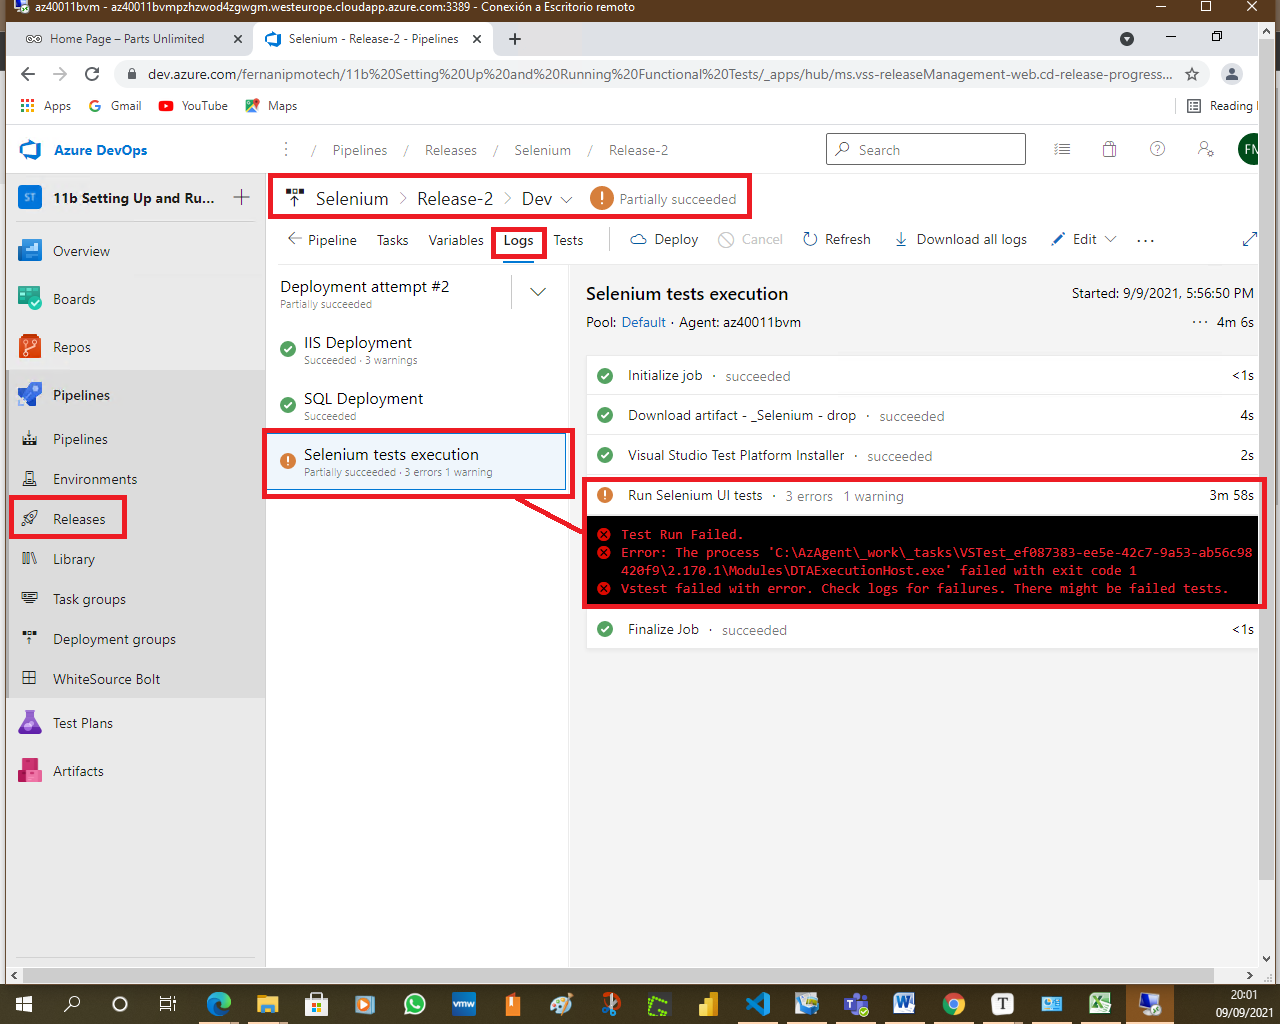 az40011bvm - az40011bvmpzhzwod4zgwgm.westeurope.cloudapp.azure.com:3389 - Conexión a Escritorio remoto
Home Page – Parts Unlimited
Selenium - Release-2 - Pipelines
dev.azure.com/fernanipmotech/11b%20Setting%20Up%20and%20Running%20Functional%20Tests/_apps/hub/ms.vss-releaseManagement-web.cd-release-progress...
Apps
Gmail
YouTube
Maps
Reading
Azure DevOps
/ Pipelines / Releases / Selenium / Release-2
Search
FN
ST
11b Setting Up and Ru...
Selenium > Release-2 > Dev
Partially succeeded
Overview
Boards
Repos
Pipelines
Pipelines
Environments
Releases
Library
Task groups
Deployment groups
WhiteSource Bolt
Test Plans
Artifacts
Pipeline
Tasks
Variables
Logs
Tests
Deploy
Cancel
Refresh
Download all logs
Edit
...
Deployment attempt #2
Partially succeeded
IIS Deployment
Succeeded · 3 warnings
SQL Deployment
Succeeded
Selenium tests execution
Partially succeeded · 3 errors 1 warning
Selenium tests execution
Started: 9/9/2021, 5:56:50 PM
Pool: Default · Agent: az40011bvm
... 4m 6s
Initialize job · succeeded <1s
Download artifact - _Selenium - drop · succeeded 4s
Visual Studio Test Platform Installer · succeeded 2s
Run Selenium UI tests · 3 errors 1 warning 3m 58s
Test Run Failed.
Error: The process 'C:\AzAgent\_work\_tasks\VSTest_ef087383-ee5e-42c7-9a53-ab56c98
420f9\2.170.1\Modules\DTAExecutionHost.exe' failed with exit code 1
Vstest failed with error. Check logs for failures. There might be failed tests.
Finalize Job · succeeded <1s
vmw
T
20:01
09/09/2021